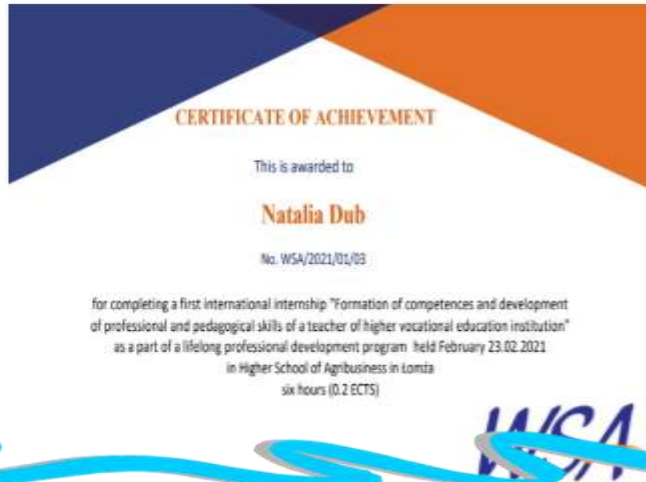 CERTIFICATE OF ACHIEVEMENT
This is awarded to
Natalia Dub
No. WSA/2021/01/03
for completing a first international internship "Formation of competences and development
of professional and pedagogical skills of a teacher of higher vocational education institution"
as a part of a lifelong professional development program held February 23.02.2021
in Higher School of Agribusiness in Łomża
six hours (0.2 ECTS)
WSA